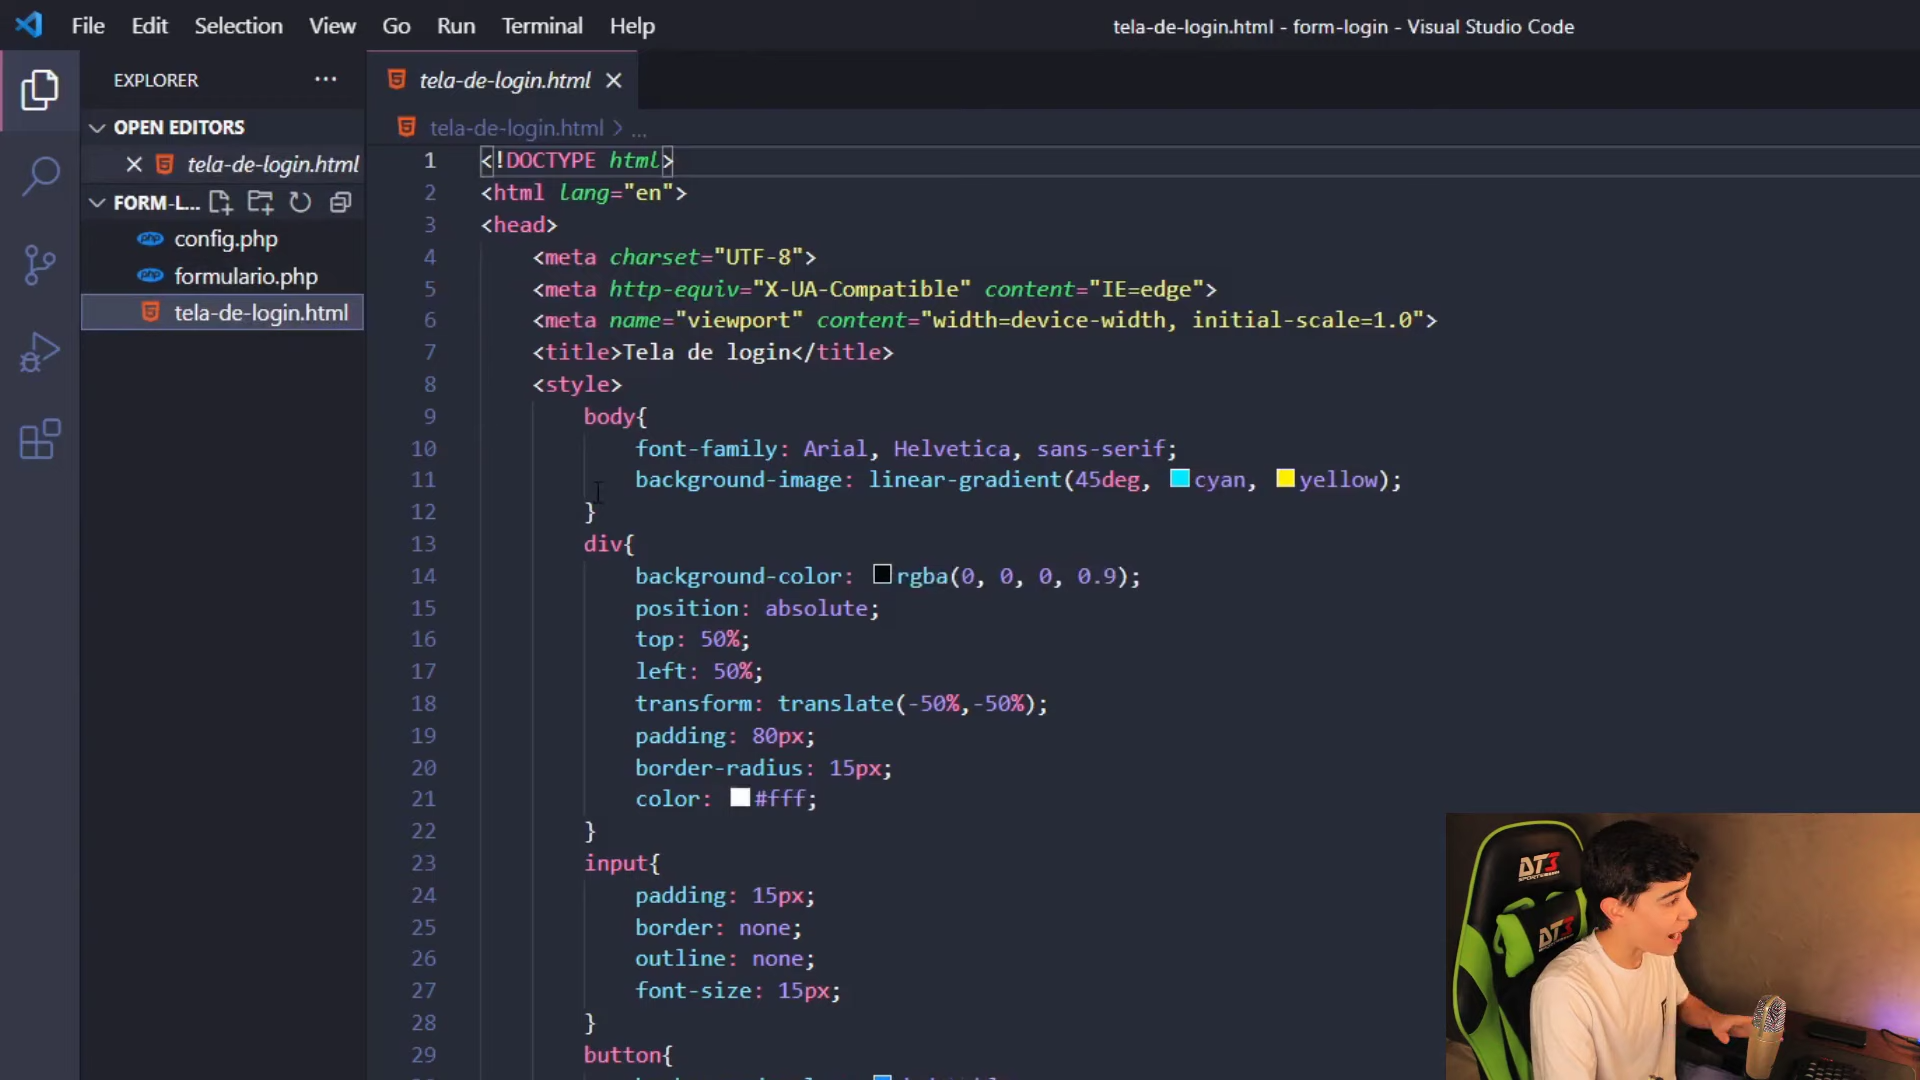 File Edit Selection View Go Run Terminal Help
tela-de-login.html - form-login - Visual Studio Code
EXPLORER
tela-de-login.html
OPEN EDITORS
tela-de-login.html
FORM-L...
config.php
formulario.php
tela-de-login.html
tela-de-login.html > ...
1 <!DOCTYPE html>
2 <html lang="en">
3 <head>
4 <meta charset="UTF-8">
5 <meta http-equiv="X-UA-Compatible" content="IE=edge">
6 <meta name="viewport" content="width=device-width, initial-scale=1.0">
7 <title>Tela de login</title>
8 <style>
9 body{
10 font-family: Arial, Helvetica, sans-serif;
11 background-image: linear-gradient(45deg, cyan, yellow);
12 }
13 div{
14 background-color: rgba(0, 0, 0, 0.9);
15 position: absolute;
16 top: 50%;
17 left: 50%;
18 transform: translate(-50%,-50%);
19 padding: 80px;
20 border-radius: 15px;
21 color: #fff;
22 }
23 input{
24 padding: 15px;
25 border: none;
26 outline: none;
27 font-size: 15px;
28 }
29 button{
DT3
SPORTS
DT3